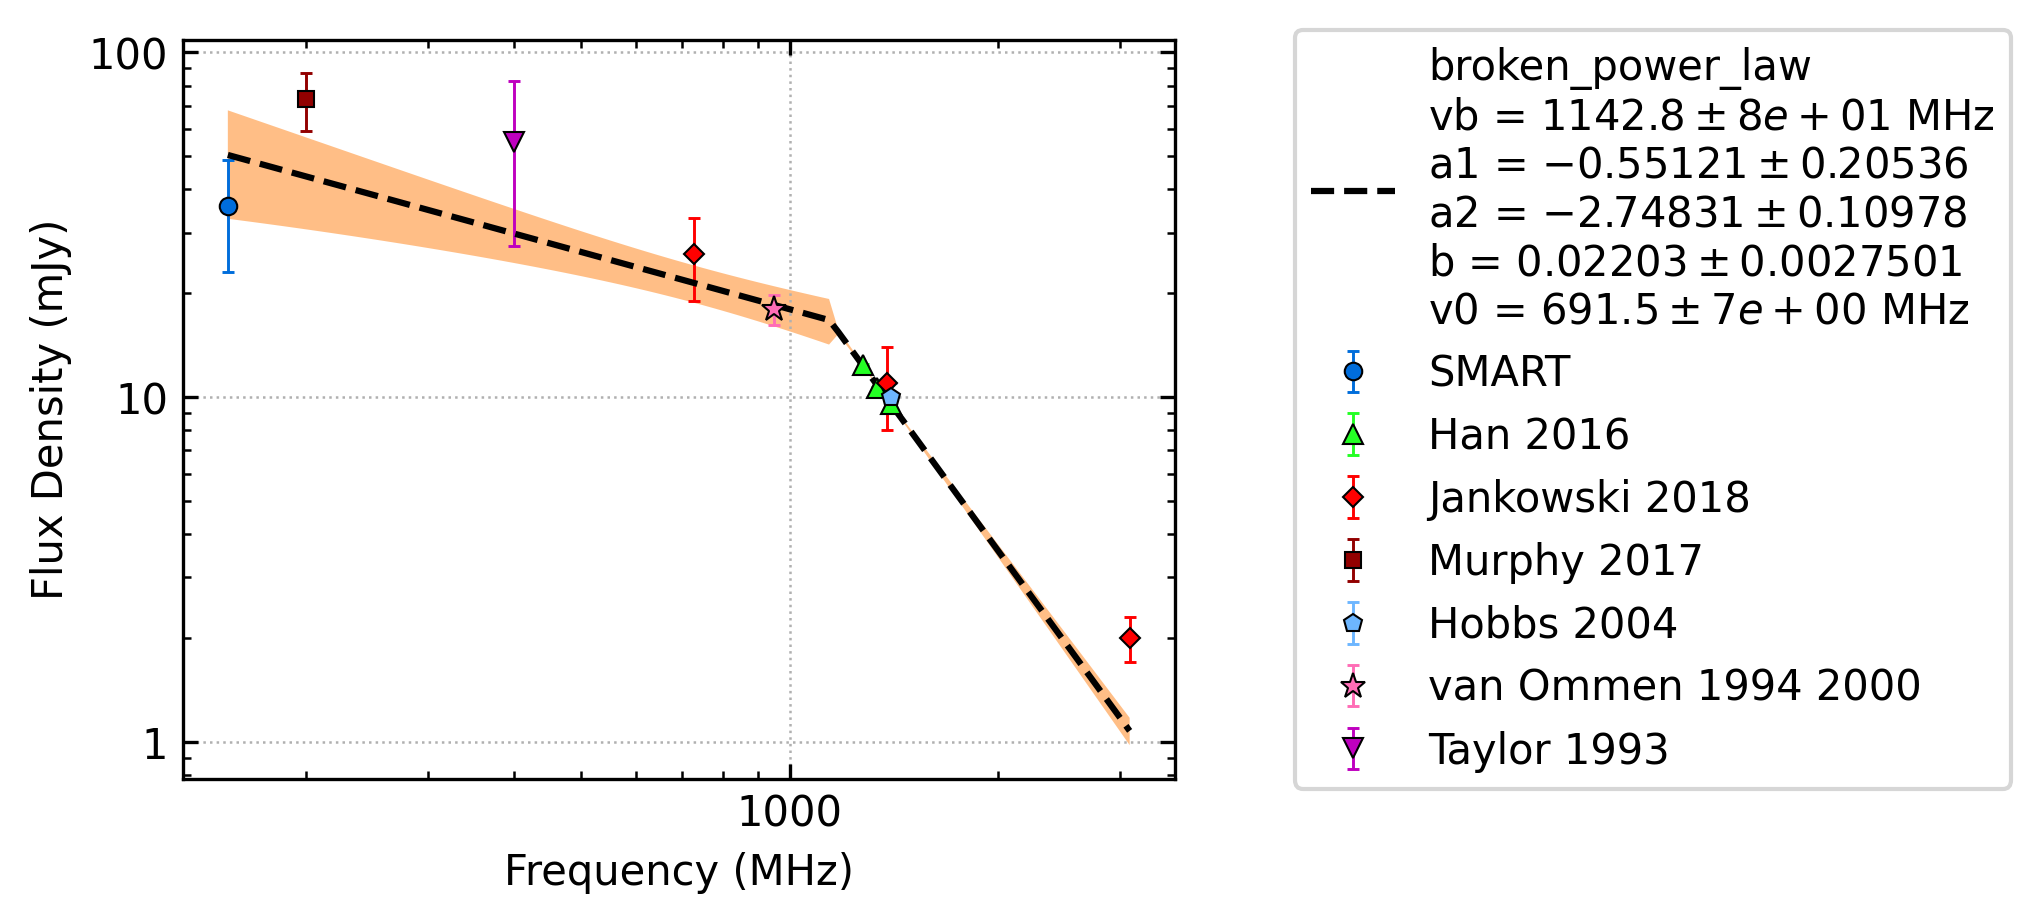 100
10
1
Flux Density (mJy)
1000
Frequency (MHz)
broken_power_law
vb = 1142.8 ± 8e + 01 MHz
a1 = −0.55121 ± 0.20536
a2 = −2.74831 ± 0.10978
b = 0.02203 ± 0.0027501
v0 = 691.5 ± 7e + 00 MHz
SMART
Han 2016
Jankowski 2018
Murphy 2017
Hobbs 2004
van Ommen 1994 2000
Taylor 1993